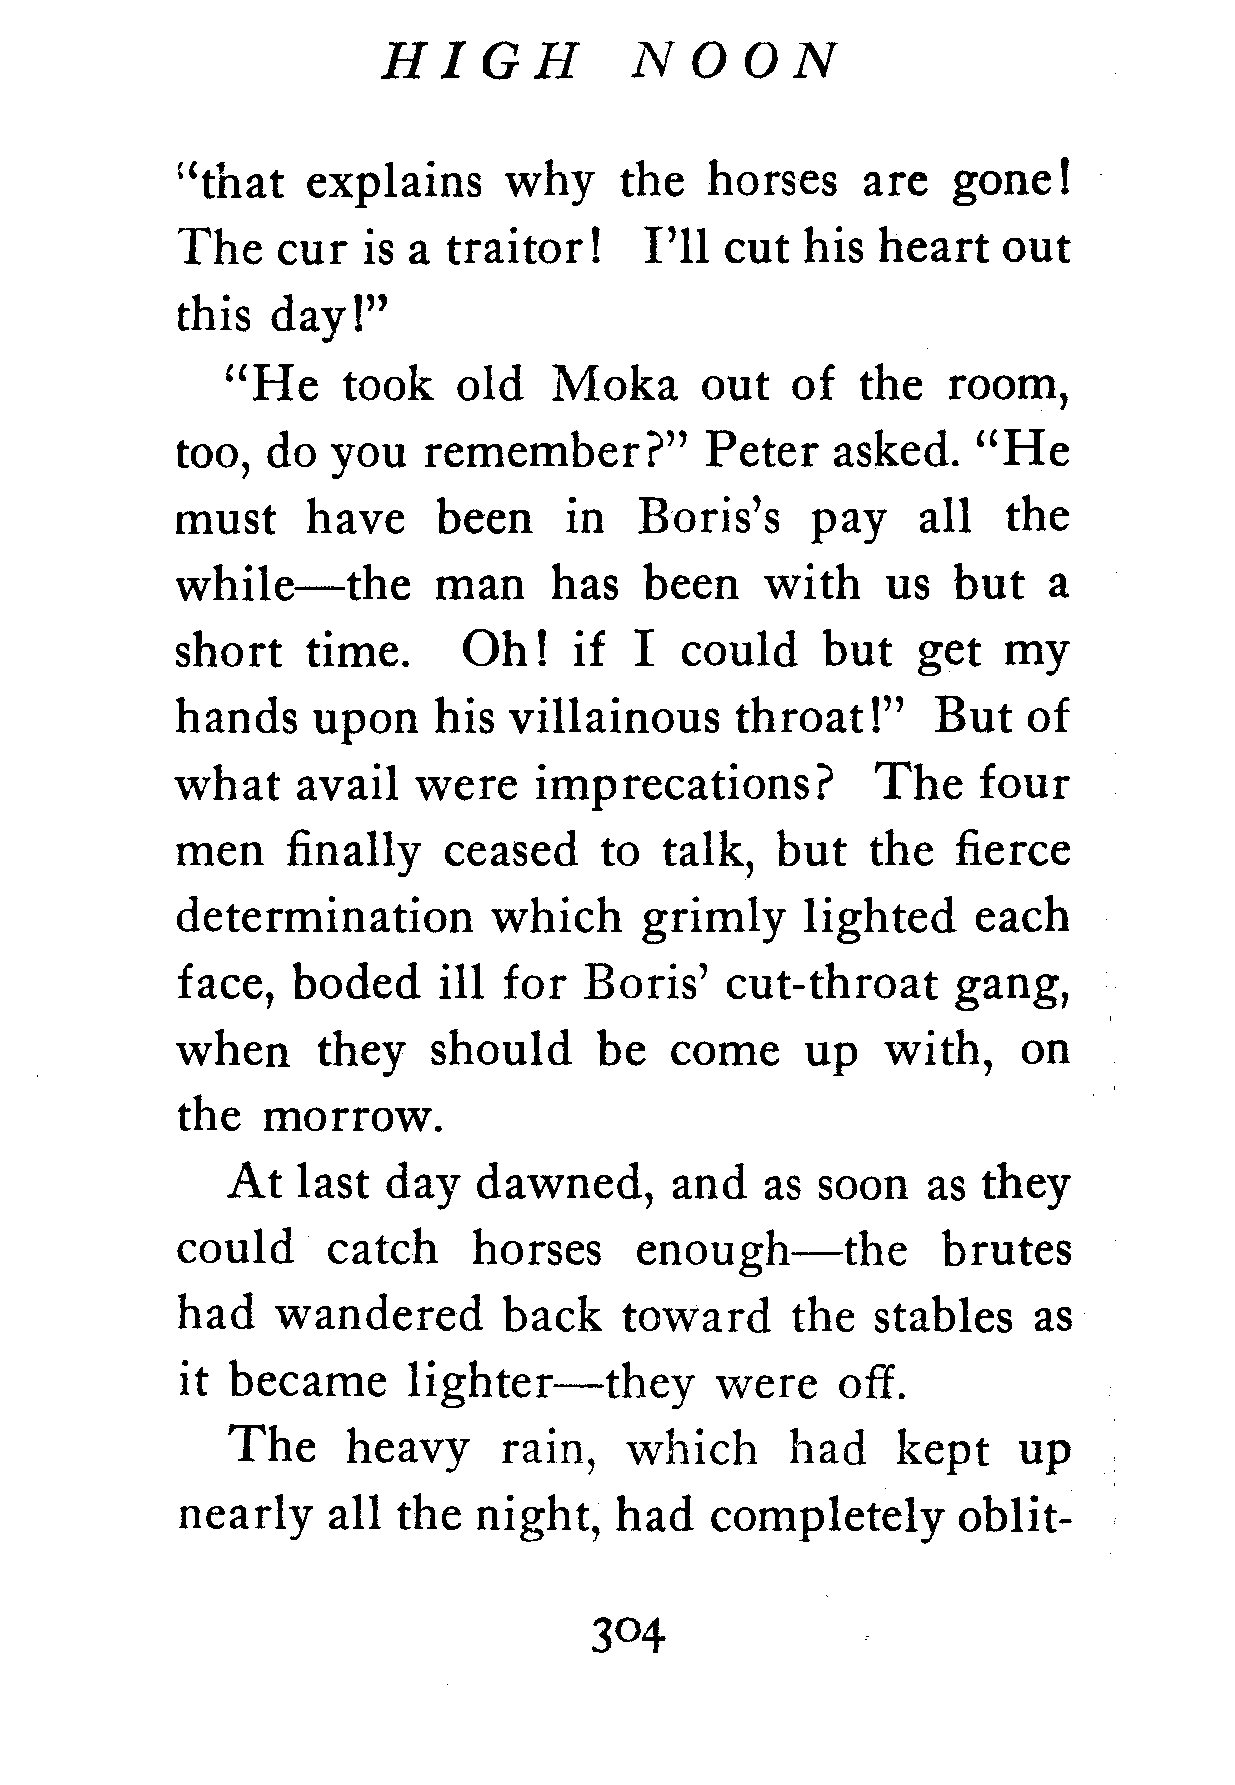 HIGH NOON
"that explains why the horses are gone!
The cur is a traitor! I'll cut his heart out
this day!"
"He took old Moka out of the room,
too, do you remember?" Peter asked. "He
must have been in Boris's pay all the
while—the man has been with us but a
short time. Oh! if I could but get my
hands upon his villainous throat!" But of
what avail were imprecations? The four
men finally ceased to talk, but the fierce
determination which grimly lighted each
face, boded ill for Boris' cut-throat gang,
when they should be come up with, on
the morrow.
At last day dawned, and as soon as they
could catch horses enough—the brutes
had wandered back toward the stables as
it became lighter—they were off.
The heavy rain, which had kept up
nearly all the night, had completely oblit-
304